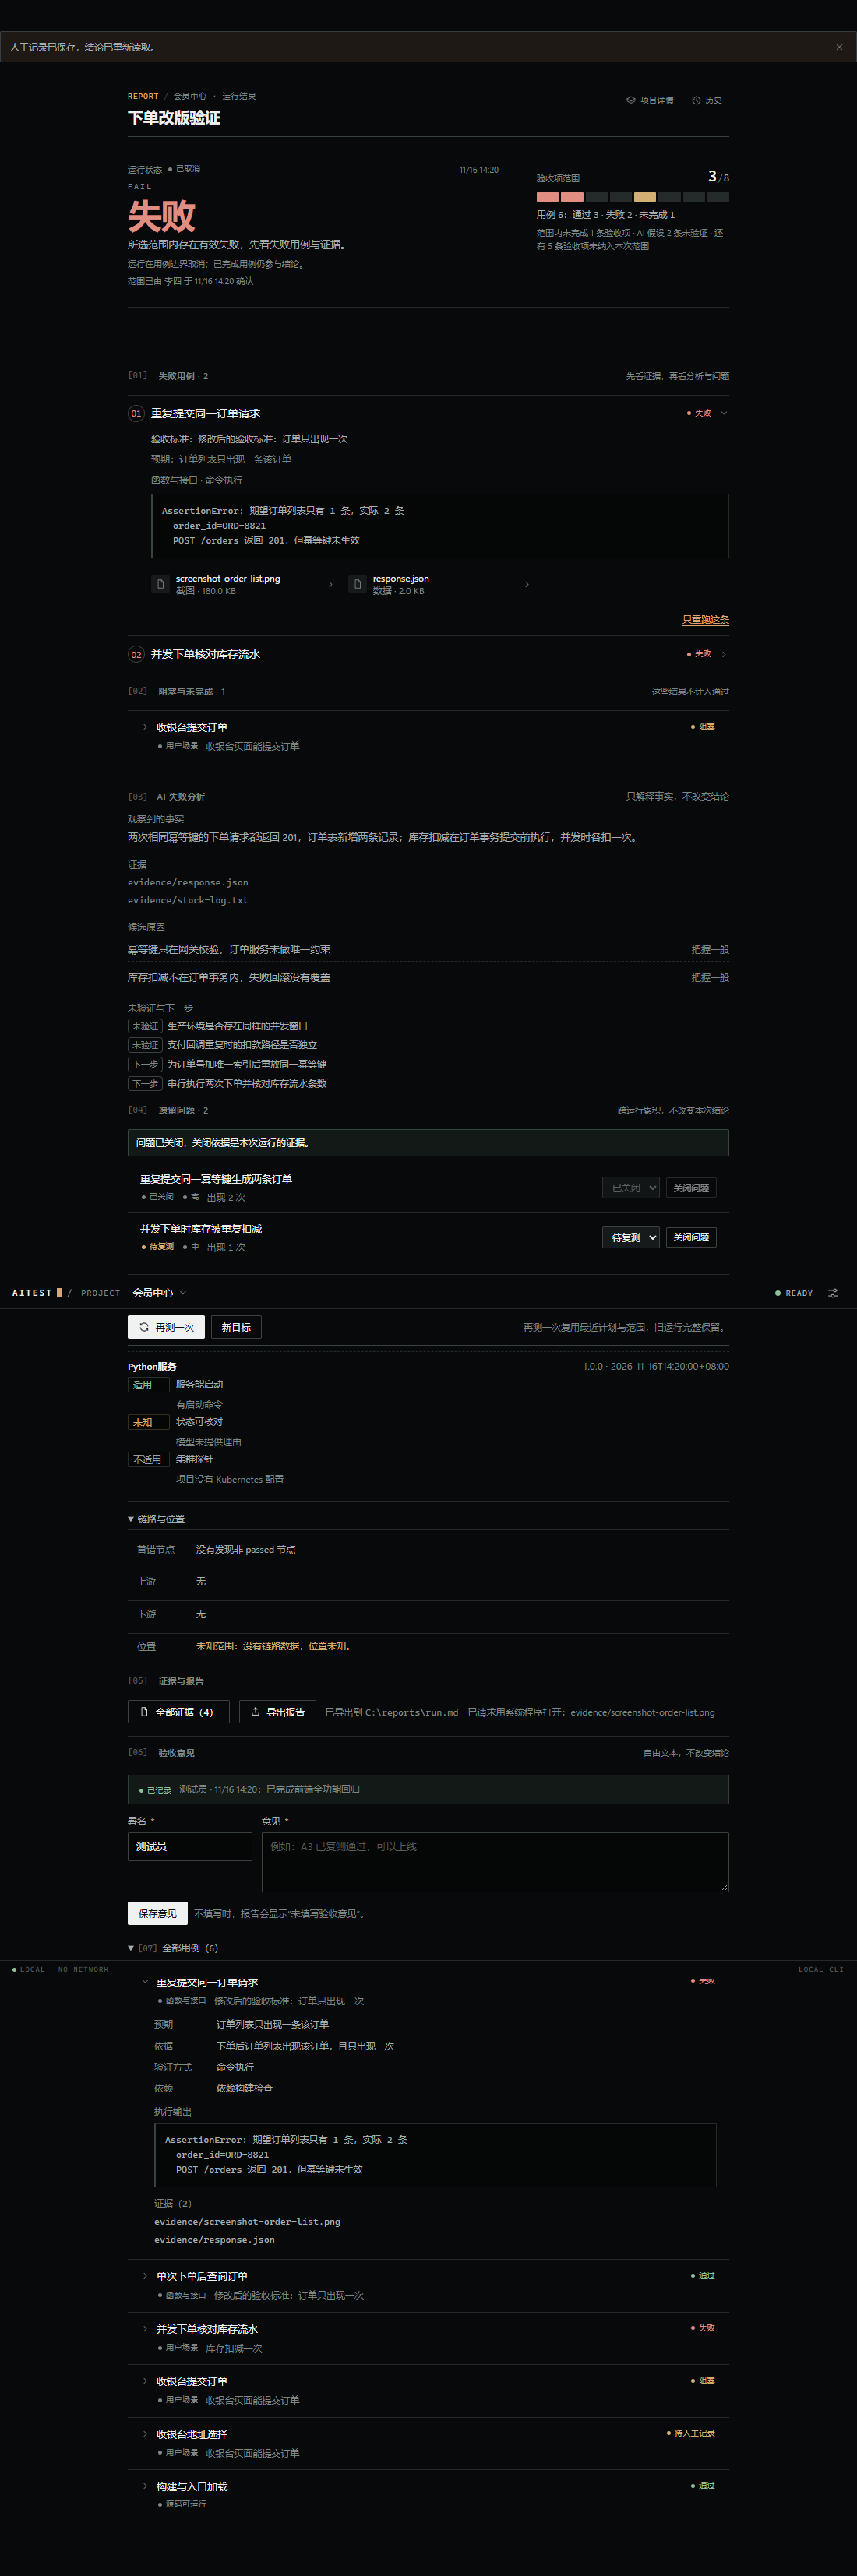 人工记录已保存，结论已重新读取。
REPORT / 会员中心 · 运行结果
项目详情 历史
下单改版验证
运行状态 已取消 11/16 14:20
FAIL
失败
所选范围内存在有效失败，先看失败用例与证据。
运行在用例边界取消；已完成用例仍参与结论。
范围已由 李四 于 11/16 14:20 确认
验收项范围 3 / 8
用例 6：通过 3 · 失败 2 · 未完成 1
范围内未完成 1 条验收项 · AI 假设 2 条未验证 · 还
有 5 条验收项未纳入本次范围
[01] 失败用例 · 2 先看证据，再看分析与问题
01 重复提交同一订单请求 失败
验收标准：修改后的验收标准：订单只出现一次
预期：订单列表只出现一条该订单
函数与接口 · 命令执行
AssertionError: 期望订单列表只有 1 条，实际 2 条
order_id=ORD-8821
POST /orders 返回 201，但幂等键未生效
screenshot-order-list.png
截图 · 180.0 KB
response.json
数据 · 2.0 KB
只重跑这条
02 并发下单核对库存流水 失败
[02] 阻塞与未完成 · 1 这些结果不计入通过
收银台提交订单 阻塞
用户场景 收银台页面能提交订单
[03] AI 失败分析 只解释事实，不改变结论
观察到的事实
两次相同幂等键的下单请求都返回 201，订单表新增两条记录；库存扣减在订单事务提交前执行，并发时各扣一次。
证据
evidence/response.json
evidence/stock-log.txt
候选原因
幂等键只在网关校验，订单服务未做唯一约束 把握一般
库存扣减不在订单事务内，失败回滚没有覆盖 把握一般
未验证与下一步
未验证 生产环境是否存在同样的并发窗口
未验证 支付回调重复时的扣款路径是否独立
下一步 为订单号加唯一索引后重放同一幂等键
下一步 串行执行两次下单并核对库存流水条数
[04] 遗留问题 · 2 跨运行累积，不改变本次结论
问题已关闭，关闭依据是本次运行的证据。
重复提交同一幂等键生成两条订单
已关闭 高 出现 2 次
已关闭 关闭问题
并发下单时库存被重复扣减
待复测 中 出现 1 次
待复测 关闭问题
AITEST / PROJECT 会员中心 READY
再测一次 新目标 再测一次复用最近计划与范围，旧运行完整保留。
Python服务 1.0.0 · 2026-11-16T14:20:00+08:00
适用 服务能启动
有启动命令
未知 状态可核对
模型未提供理由
不适用 集群探针
项目没有 Kubernetes 配置
链路与位置
首错节点 没有发现非 passed 节点
上游 无
下游 无
位置 未知范围：没有链路数据，位置未知。
[05] 证据与报告
全部证据（4） 导出报告 已导出到 C:\reports\run.md 已请求用系统程序打开：evidence/screenshot-order-list.png
[06] 验收意见 自由文本，不改变结论
已记录 测试员 · 11/16 14:20：已完成前端全功能回归
署名 * 意见 *
测试员 例如：A3 已复测通过，可以上线
保存意见 不填写时，报告会显示“未填写验收意见”。
[07] 全部用例（6）
LOCAL NO NETWORK LOCAL CLI
重复提交同一订单请求 失败
函数与接口 修改后的验收标准：订单只出现一次
预期 订单列表只出现一条该订单
依据 下单后订单列表出现该订单，且只出现一次
验证方式 命令执行
依赖 依赖构建检查
执行输出
AssertionError: 期望订单列表只有 1 条，实际 2 条
order_id=ORD-8821
POST /orders 返回 201，但幂等键未生效
证据（2）
evidence/screenshot-order-list.png
evidence/response.json
单次下单后查询订单 通过
函数与接口 修改后的验收标准：订单只出现一次
并发下单核对库存流水 失败
用户场景 库存扣减一次
收银台提交订单 阻塞
用户场景 收银台页面能提交订单
收银台地址选择 待人工记录
用户场景 收银台页面能提交订单
构建与入口加载 通过
源码可运行